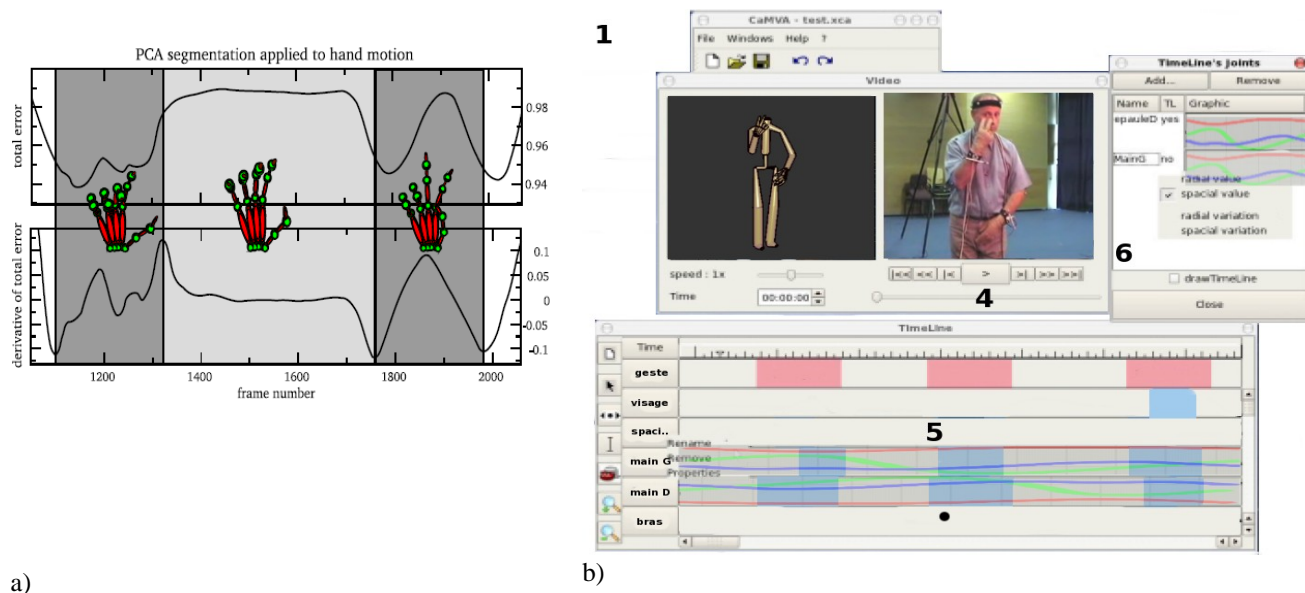 PCA segmentation applied to hand motion
total error
0.98
0.96
0.94
derivative of total error
0.1
0.05
0
-0.05
-0.1
1200 1400 1600 1800 2000
frame number
a)
1
CaMVA - test.xca
File Windows Help ?
Video
speed : 1x
Time 00:00:00
|<< << |< > >| >> >>|
4
TimeLine's joints
Add... Remove
Name TL Graphic
epauleD yes
MainG no
radial value
spacial value
radial variation
spacial variation
6
drawTimeLine
Close
TimeLine
Time
geste
visage
spaci..
5
Rename
main G
Remove
Properties
main D
bras
b)